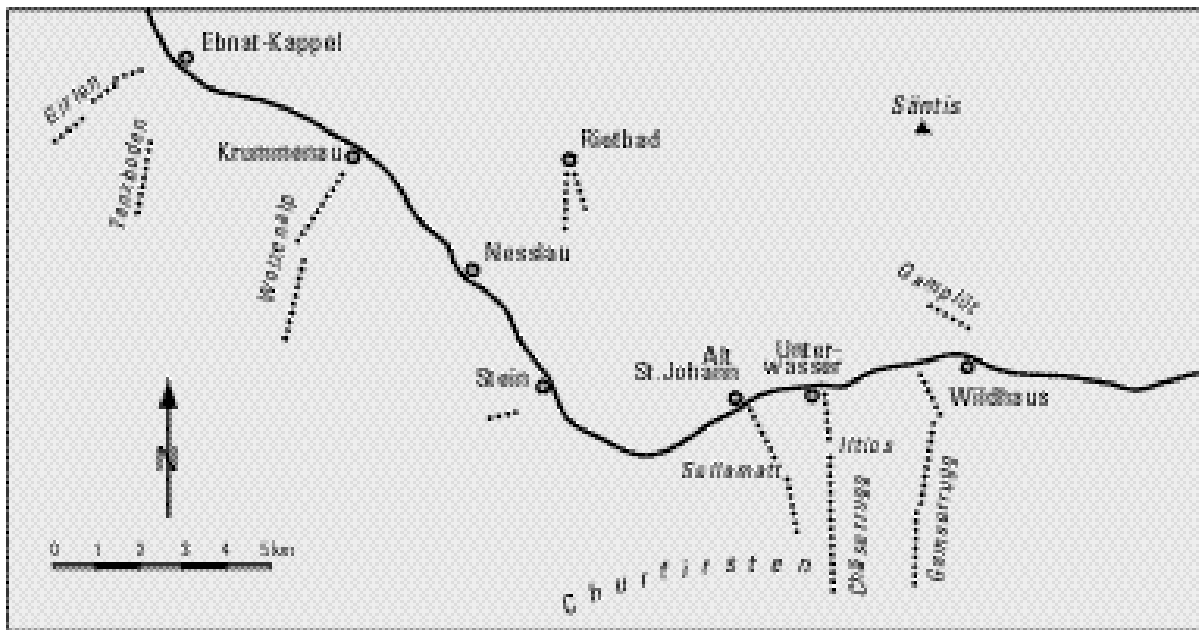 Ebnat-Kappel
Säntis
Tanzboden
Krummenau
Rietbad
Wolzenalp
Nesslau
Gamplüt
Alt
St.Johann
Unter-
wasser
Stein
Wildhaus
Iltios
Sellamatt
Chäserrugg
Gamserrugg
N
0 1 2 3 4 5km
Churfirsten